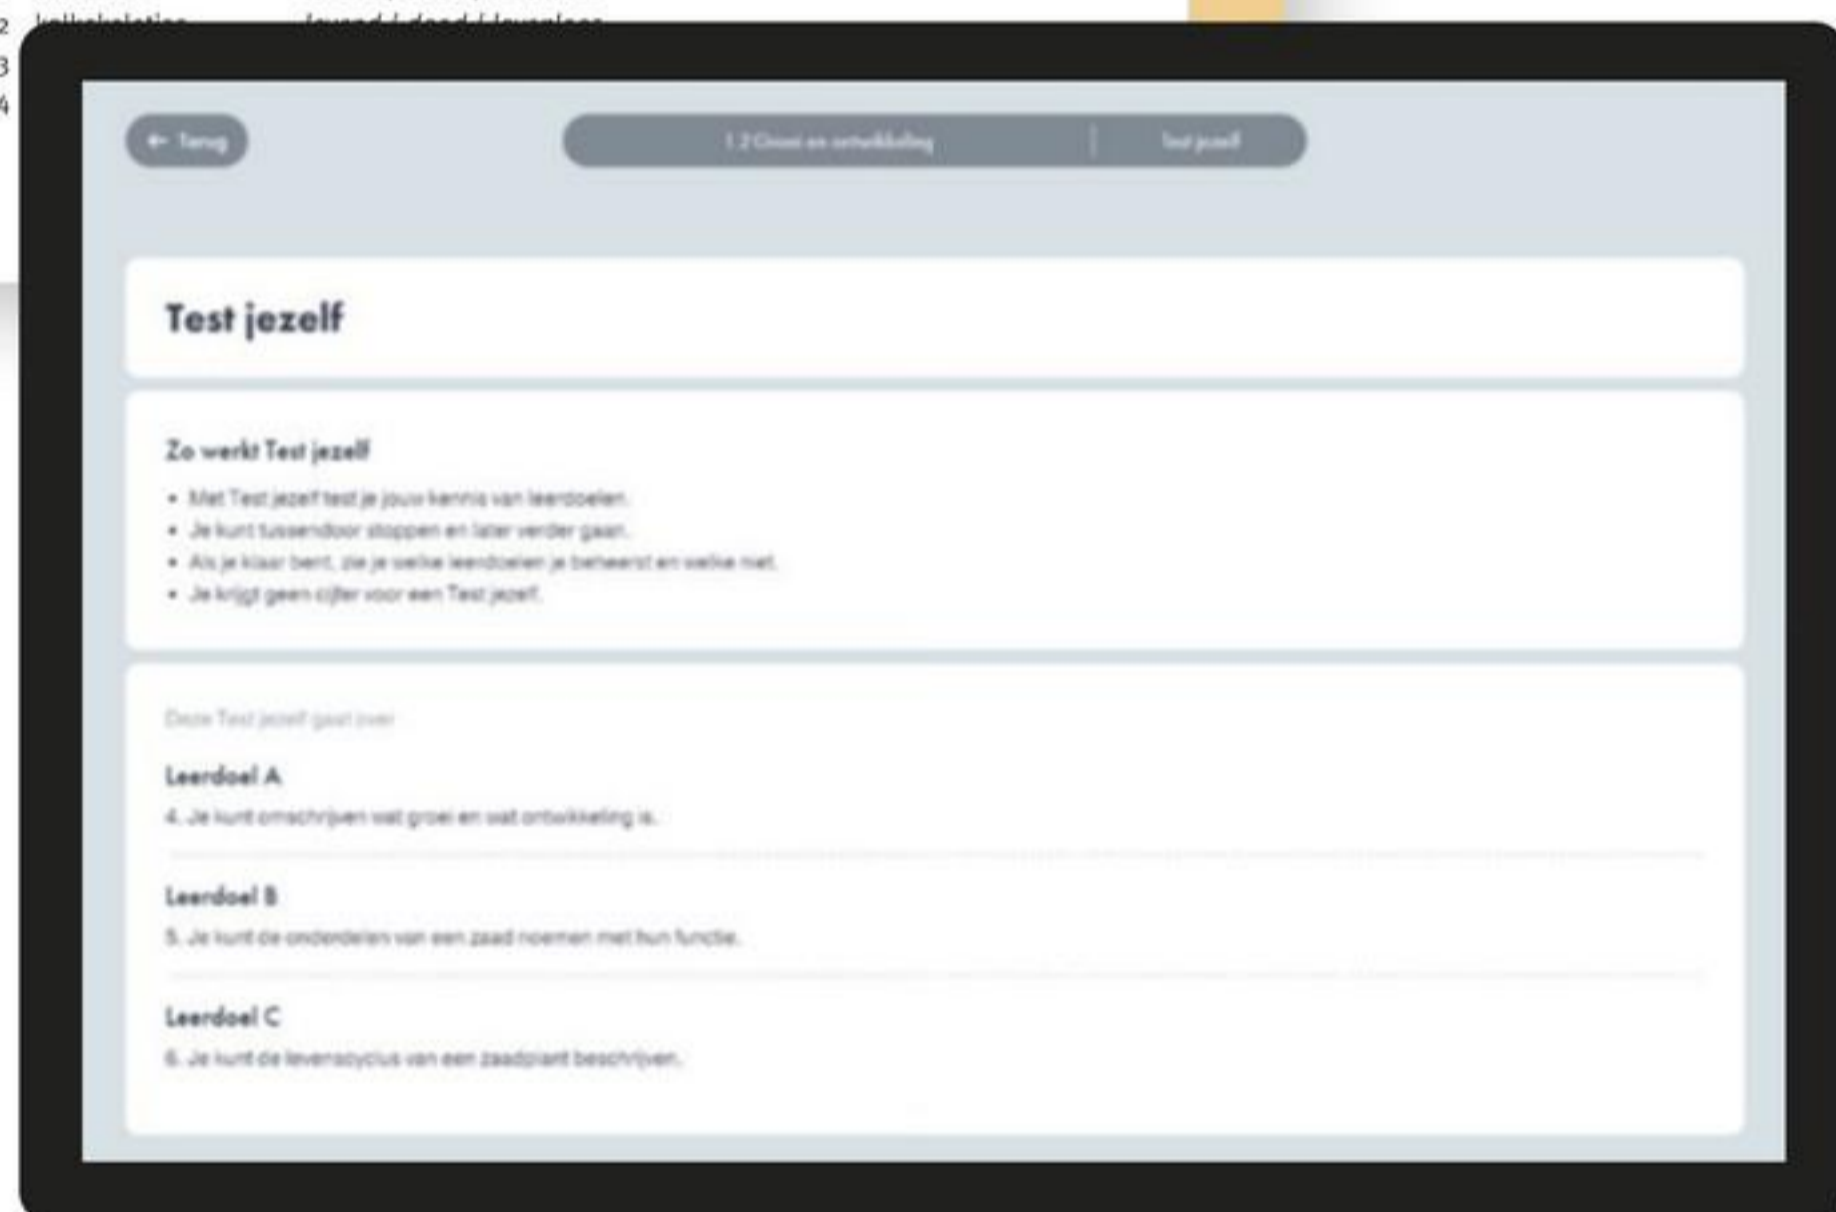 2
3
4
← Terug
1.2 Groei en ontwikkeling
Test jezelf
Test jezelf
Zo werkt Test jezelf
• Met Test jezelf test je jouw kennis van leerdoelen.
• Je kunt tussendoor stoppen en later verder gaan.
• Als je klaar bent, zie je welke leerdoelen je beheerst en welke niet.
• Je krijgt geen cijfer voor een Test jezelf.
Deze Test jezelf gaat over
Leerdoel A
4. Je kunt omschrijven wat groei en wat ontwikkeling is.
Leerdoel B
5. Je kunt de onderdelen van een zaad noemen met hun functie.
Leerdoel C
6. Je kunt de levenscyclus van een zaadplant beschrijven.